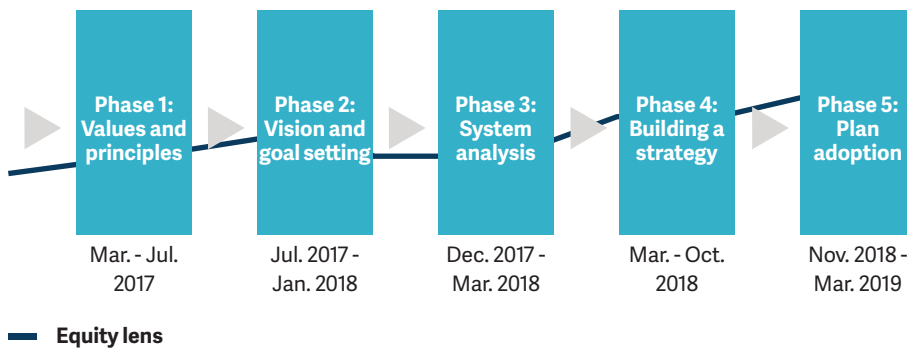 Phase 1:
Values and
principles
Phase 2:
Vision and
goal setting
Phase 3:
System
analysis
Phase 4:
Building a
strategy
Phase 5:
Plan
adoption
Mar. - Jul.
2017
Jul. 2017 -
Jan. 2018
Dec. 2017 -
Mar. 2018
Mar. - Oct.
2018
Nov. 2018 -
Mar. 2019
Equity lens